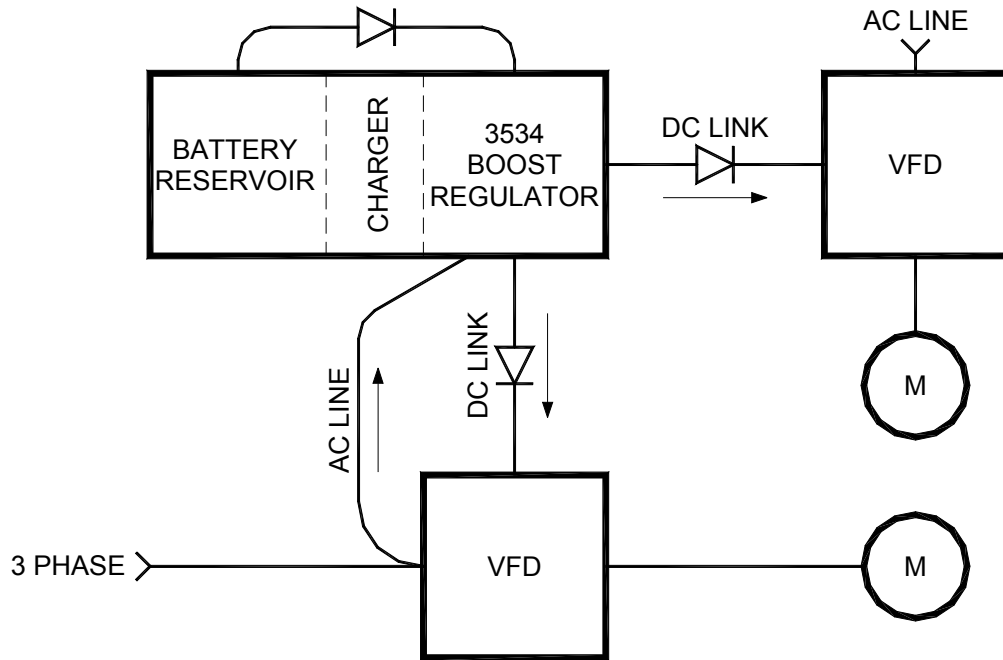 AC LINE
BATTERY
RESERVOIR
CHARGER
3534
BOOST
REGULATOR
DC LINK
VFD
M
AC LINE
DC LINK
3 PHASE
VFD
M